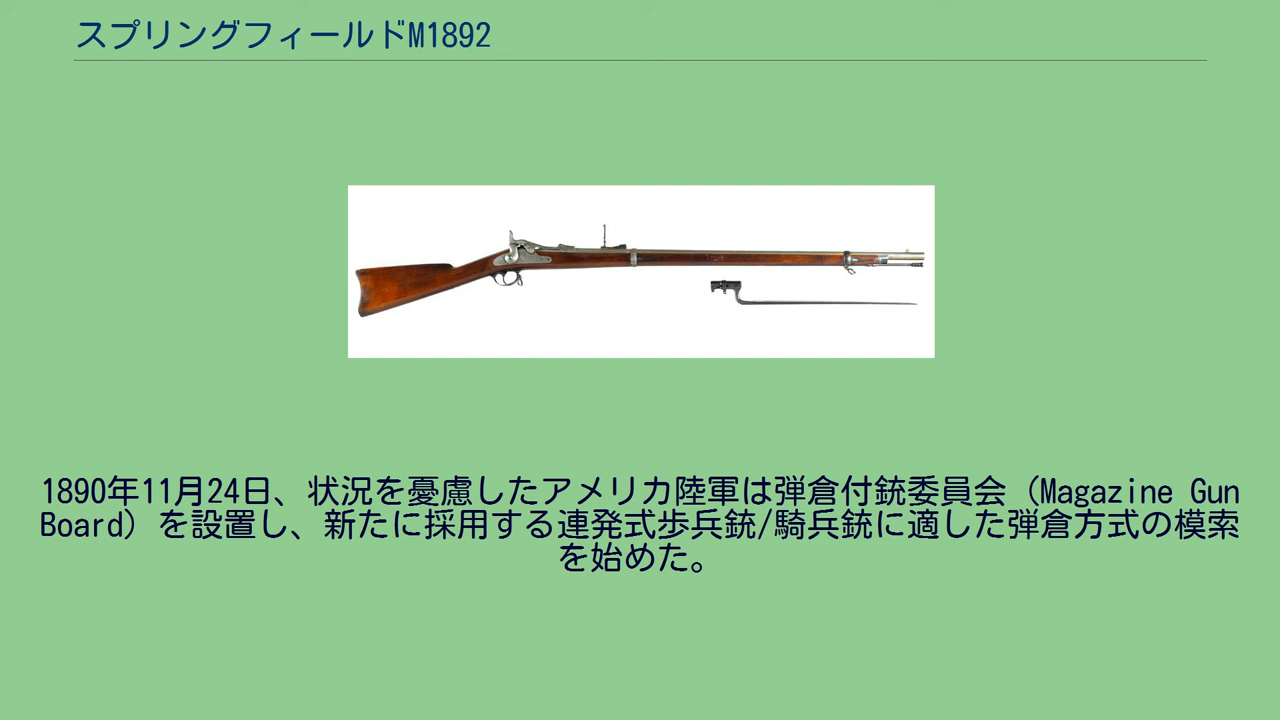 スプリングフィールドM1892
1890年11月24日、状況を憂慮したアメリカ陸軍は弾倉付銃委員会（Magazine Gun
Board）を設置し、新たに採用する連発式歩兵銃/騎兵銃に適した弾倉方式の模索
を始めた。